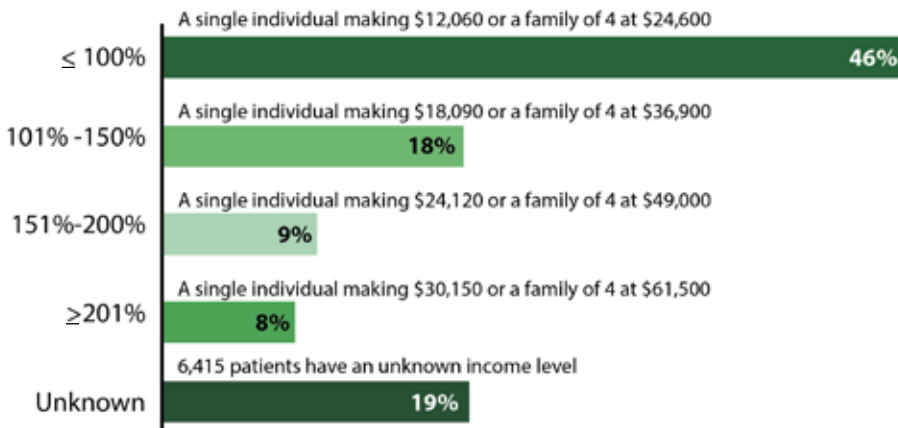 A single individual making $12,060 or a family of 4 at $24,600
≤ 100%
46%
A single individual making $18,090 or a family of 4 at $36,900
101% -150%
18%
A single individual making $24,120 or a family of 4 at $49,000
151%-200%
9%
A single individual making $30,150 or a family of 4 at $61,500
≥201%
8%
6,415 patients have an unknown income level
Unknown
19%